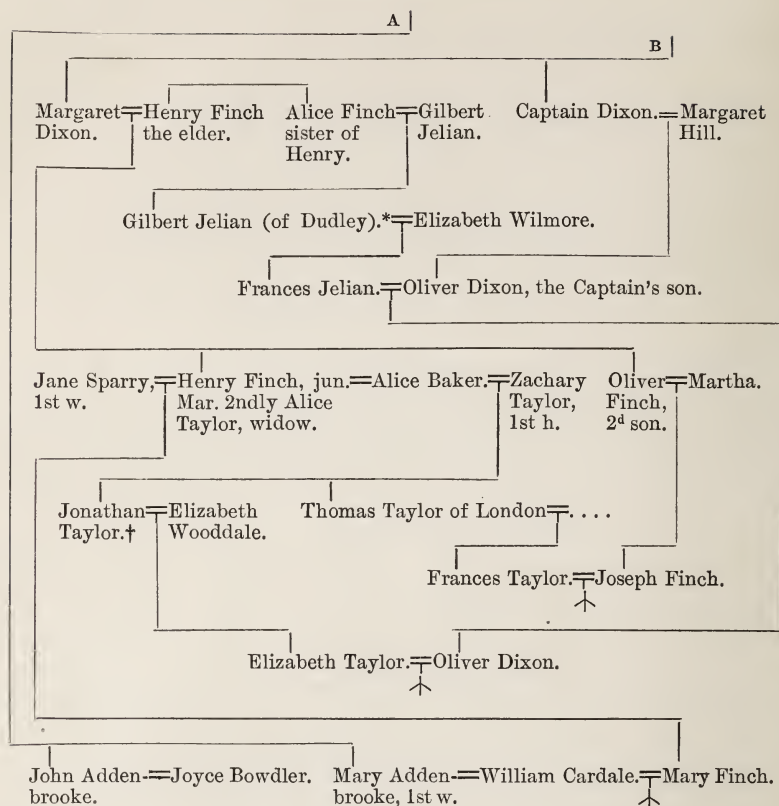 A
B
Margaret Dixon. Henry Finch the elder. Alice Finch sister of Henry. Gilbert Jelian. Captain Dixon. Margaret Hill.
Gilbert Jelian (of Dudley).* Elizabeth Wilmore.
Frances Jelian. Oliver Dixon, the Captain's son.
Jane Sparry, 1st w. Henry Finch, jun. Mar. 2ndly Alice Taylor, widow. Alice Baker. Zachary Taylor, 1st h. Oliver Finch, 2d son. Martha.
Jonathan Taylor.† Elizabeth Wooddale. Thomas Taylor of London ....
Frances Taylor. Joseph Finch.
Elizabeth Taylor. Oliver Dixon.
John Adden-brooke. Joyce Bowdler. Mary Adden-brooke, 1st w. William Cardale. Mary Finch.